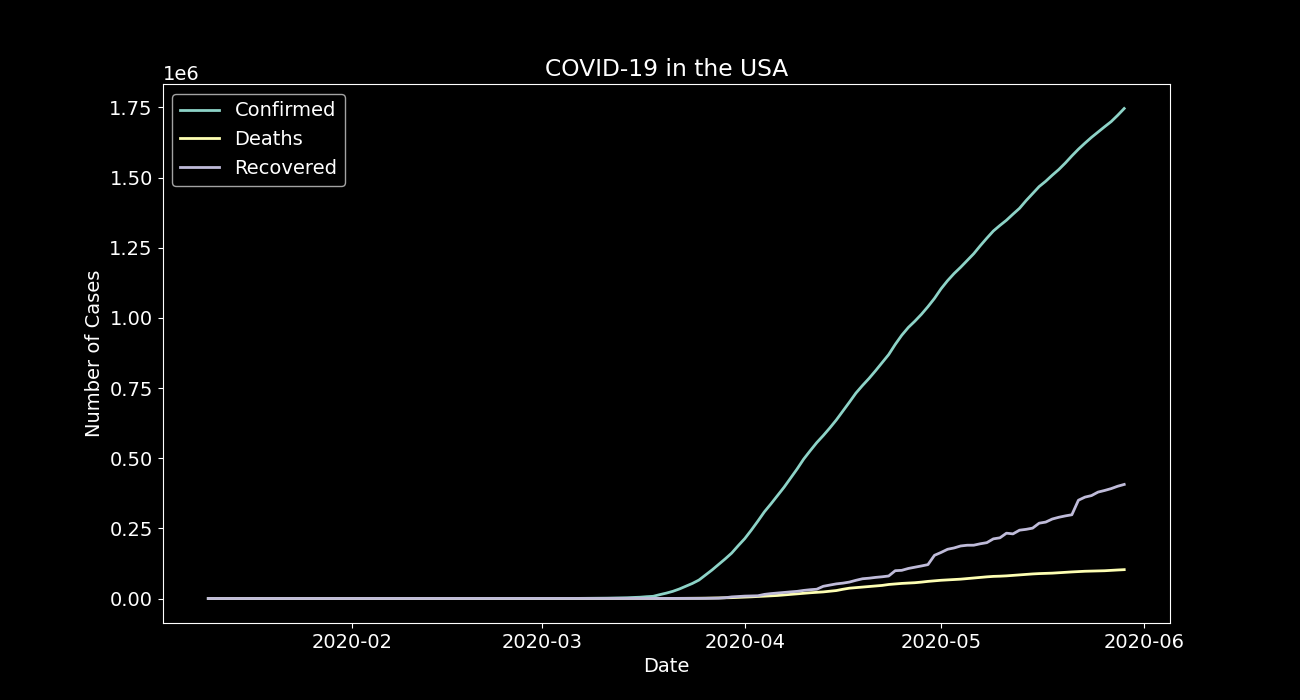 COVID-19 in the USA
1e6
Confirmed
Deaths
Recovered
1.75
1.50
1.25
1.00
0.75
0.50
0.25
0.00
Number of Cases
2020-02 2020-03 2020-04 2020-05 2020-06
Date